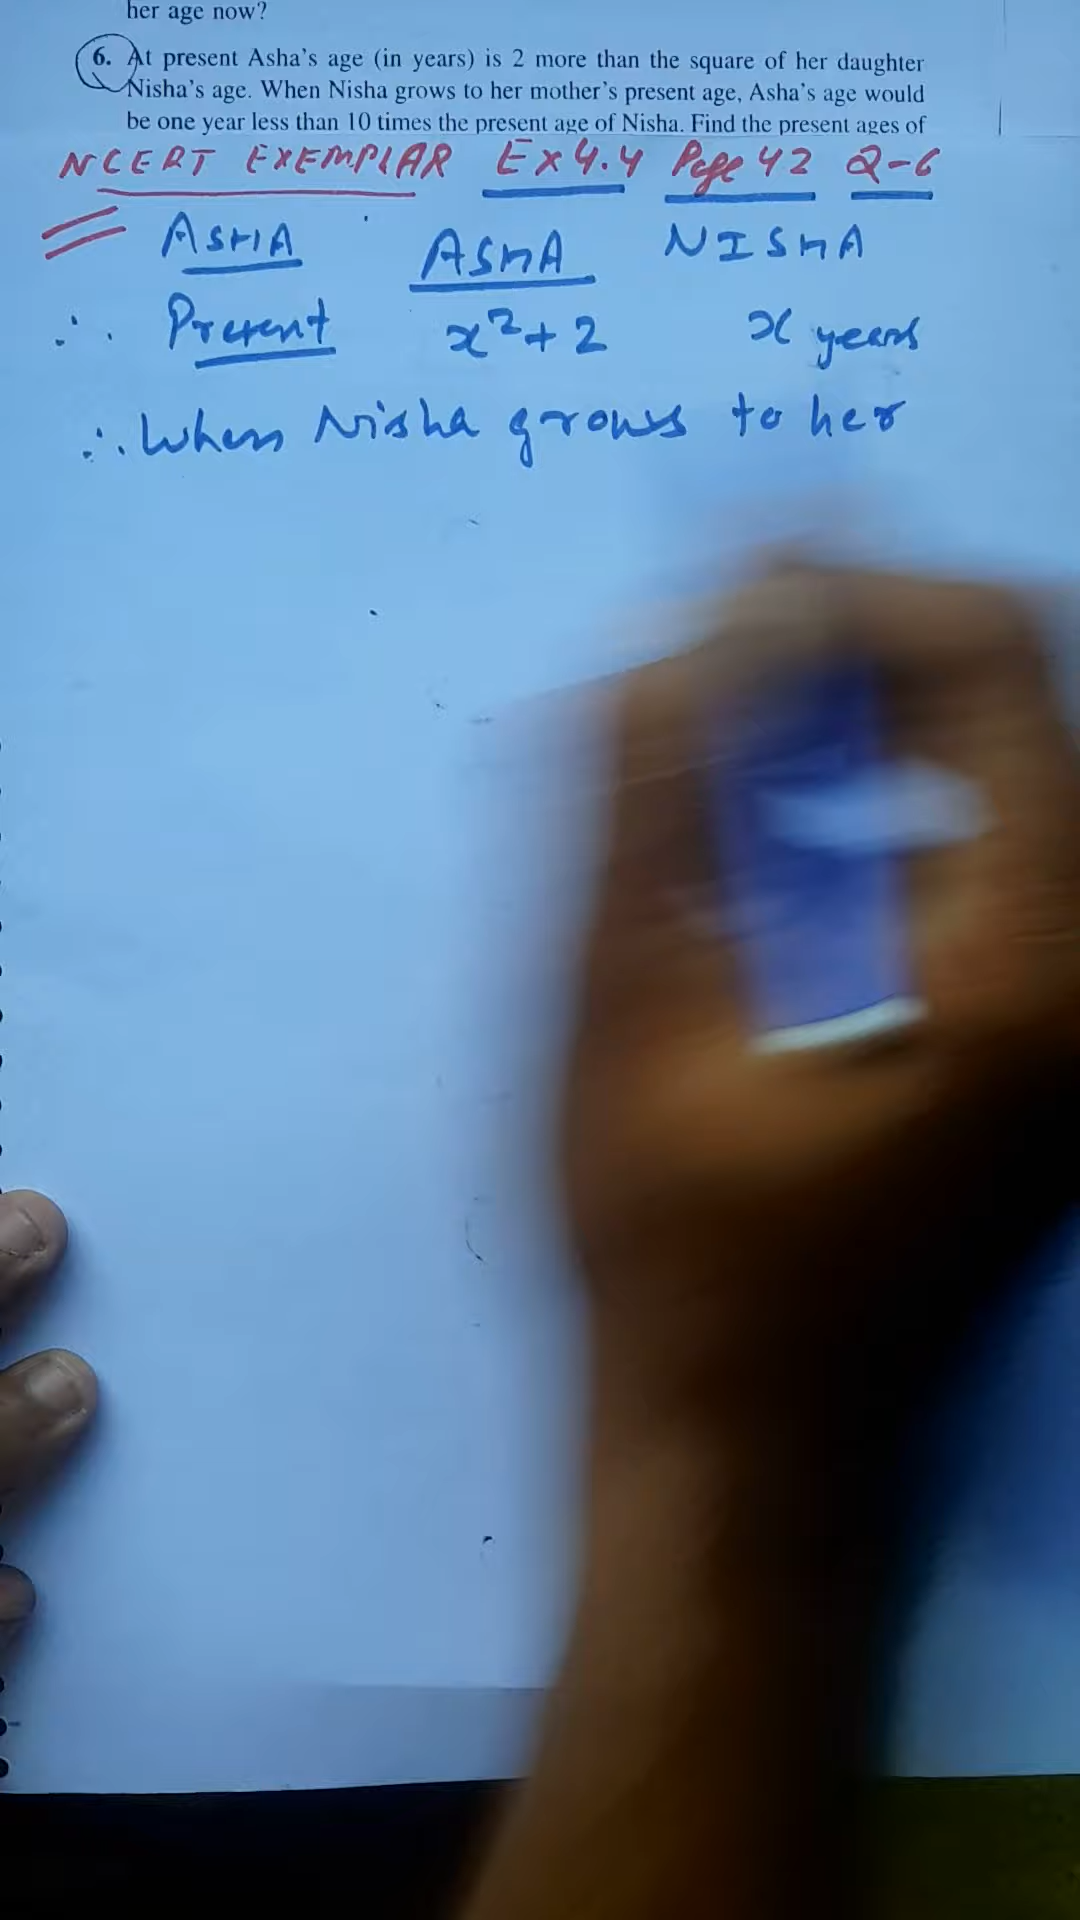 her age now?
6. At present Asha's age (in years) is 2 more than the square of her daughter
Nisha's age. When Nisha grows to her mother's present age, Asha's age would
be one year less than 10 times the present age of Nisha. Find the present ages of
NCERT EXEMPLAR Ex 4.4 Page 42 Q-6
ASHA ASHA NISHA
∴ Present x²+2 x years
∴ When Nisha grows to her